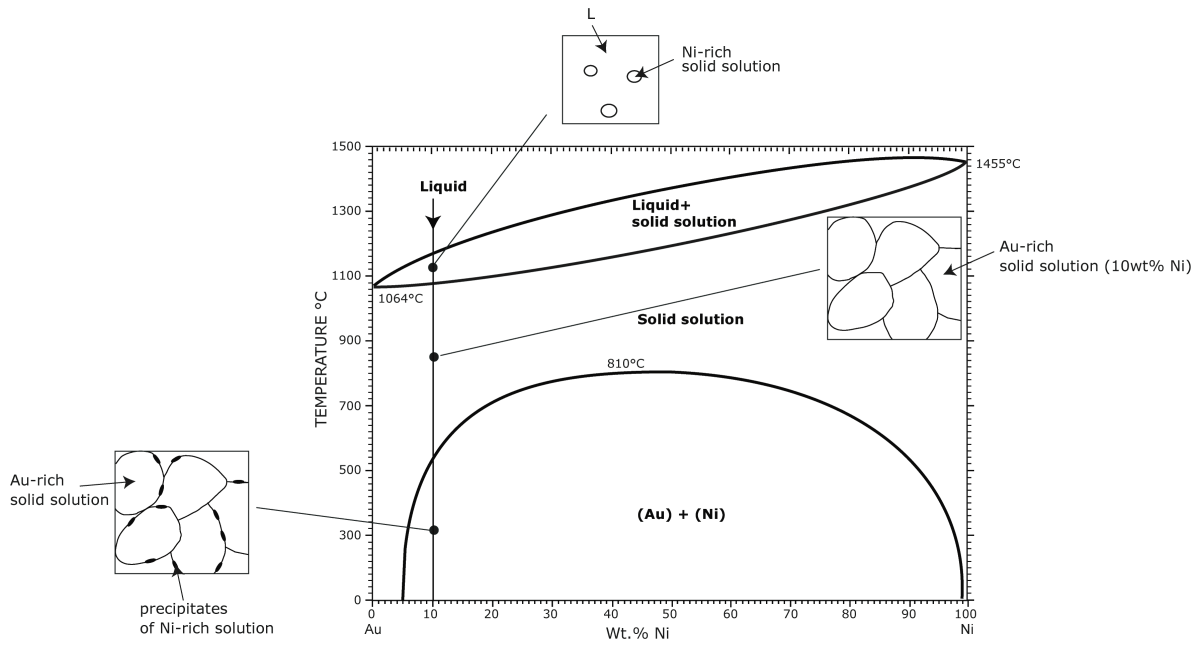 L
Ni-rich
solid solution
1500
1300
1100
900
700
500
300
0
TEMPERATURE °C
Liquid
Liquid+
solid solution
1455°C
1064°C
Au-rich
solid solution (10wt% Ni)
Solid solution
810°C
Au-rich
solid solution
(Au) + (Ni)
precipitates
of Ni-rich solution
0 10 20 30 40 50 60 70 80 90 100
Au Wt.% Ni Ni